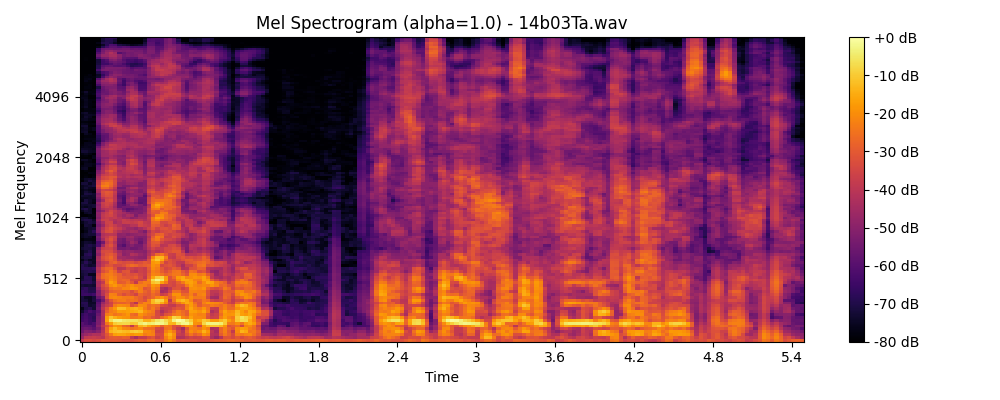 Mel Spectrogram (alpha=1.0) - 14b03Ta.wav
Mel Frequency
4096
2048
1024
512
0
0 0.6 1.2 1.8 2.4 3 3.6 4.2 4.8 5.4
Time
+0 dB
-10 dB
-20 dB
-30 dB
-40 dB
-50 dB
-60 dB
-70 dB
-80 dB